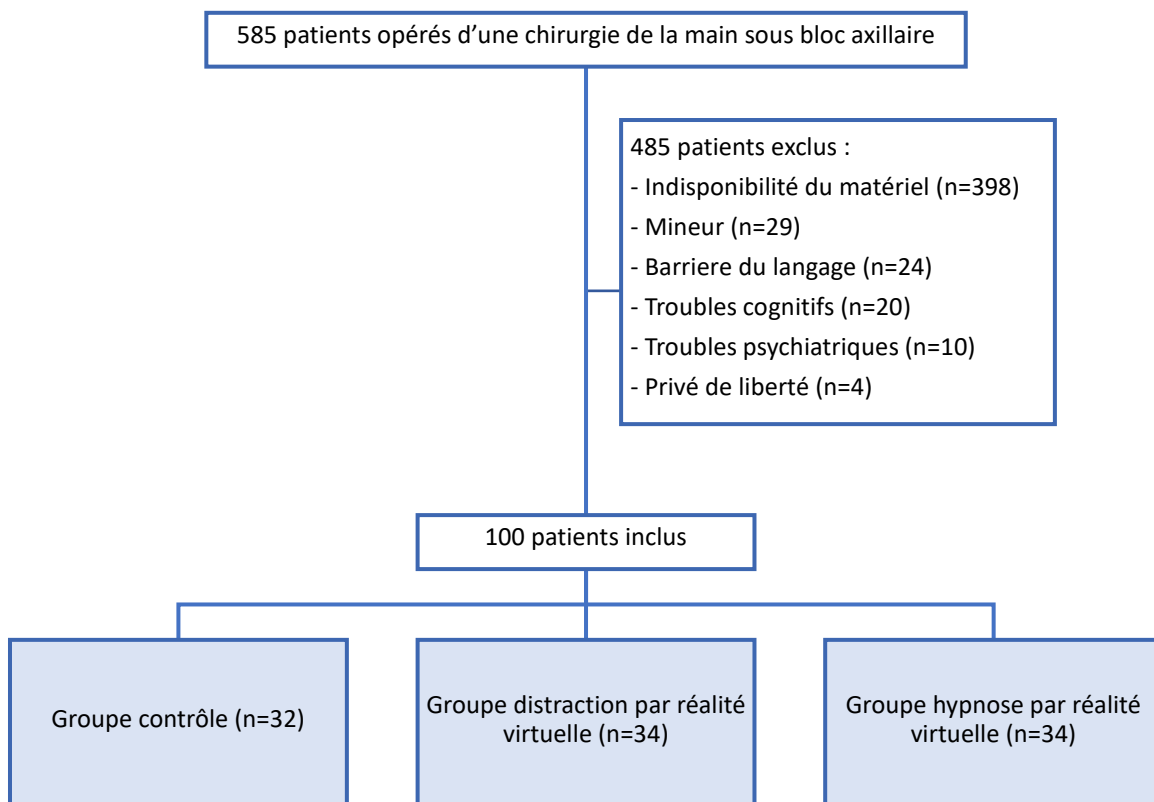 585 patients opérés d’une chirurgie de la main sous bloc axillaire
485 patients exclus :
- Indisponibilité du matériel (n=398)
- Mineur (n=29)
- Barriere du langage (n=24)
- Troubles cognitifs (n=20)
- Troubles psychiatriques (n=10)
- Privé de liberté (n=4)
100 patients inclus
Groupe contrôle (n=32)
Groupe distraction par réalité
virtuelle (n=34)
Groupe hypnose par réalité
virtuelle (n=34)